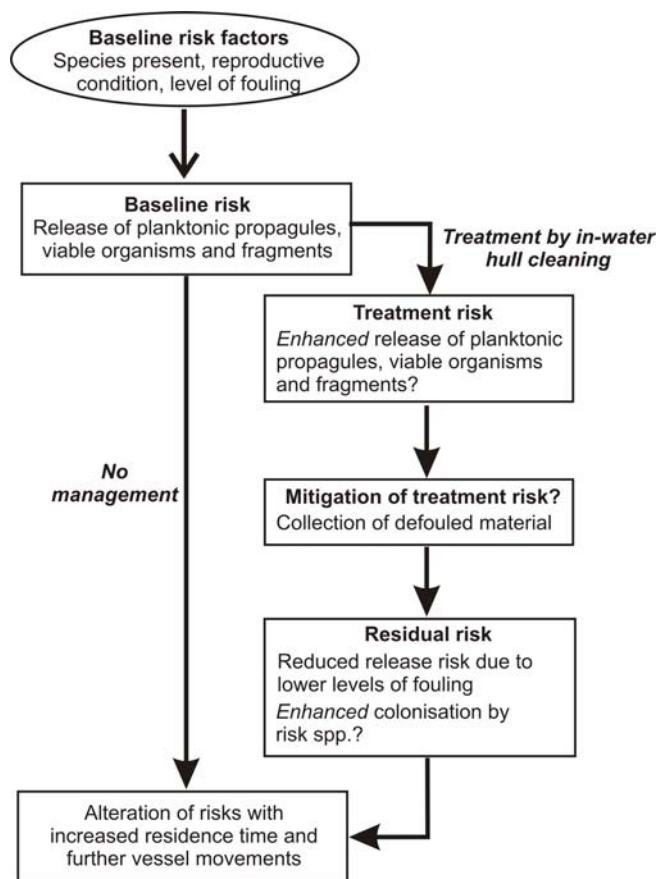 Baseline risk factors
Species present, reproductive
condition, level of fouling
Baseline risk
Release of planktonic propagules,
viable organisms and fragments
Treatment by in-water
hull cleaning
Treatment risk
Enhanced release of planktonic
propagules, viable organisms
and fragments?
No
management
Mitigation of treatment risk?
Collection of defouled material
Residual risk
Reduced release risk due to
lower levels of fouling
Enhanced colonisation by
risk spp.?
Alteration of risks with
increased residence time and
further vessel movements